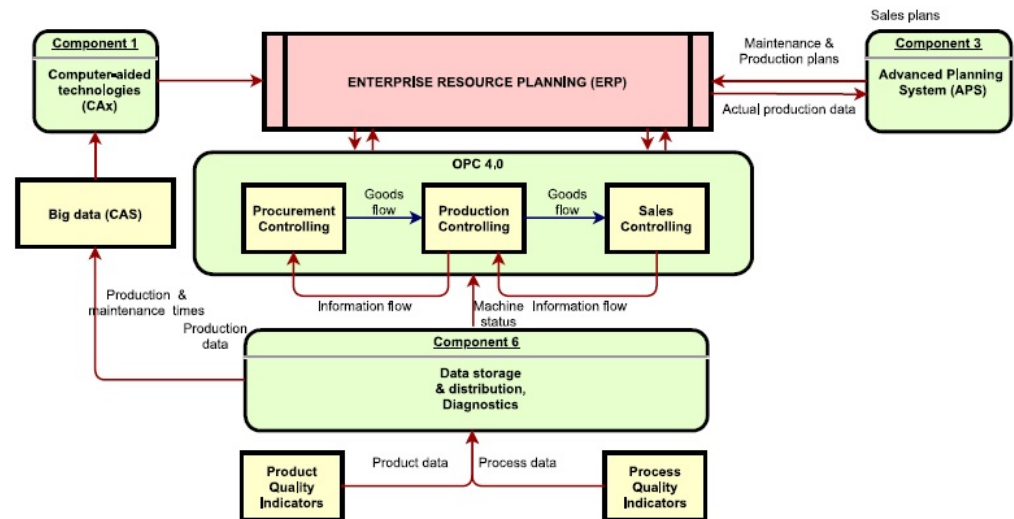 Sales plans
Component 1
Computer-aided
technologies
(CAx)
ENTERPRISE RESOURCE PLANNING (ERP)
Maintenance &
Production plans
Actual production data
Component 3
Advanced Planning
System (APS)
OPC 4.0
Procurement
Controlling
Goods
flow
Production
Controlling
Goods
flow
Sales
Controlling
Big data (CAS)
Information flow
Machine
status
Information flow
Production &
maintenance times
Production
data
Component 6
Data storage
& distribution,
Diagnostics
Product
Quality
Indicators
Product data
Process data
Process
Quality
Indicators